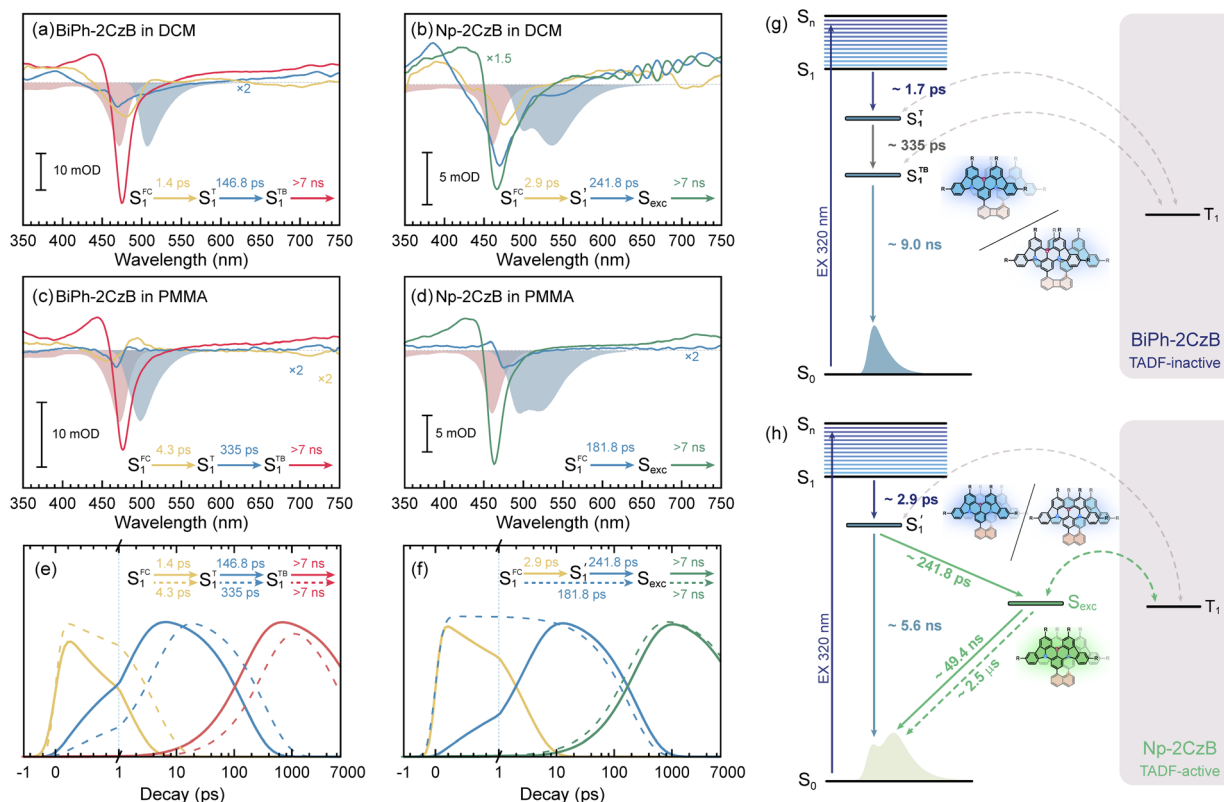 (a) BiPh-2CzB in DCM
×2
10 mOD
S₁ᶠᶜ 1.4 ps S₁ᵀ 146.8 ps S₁ᵀᴮ >7 ns
350 400 450 500 550 600 650 700 750
Wavelength (nm)
(b) Np-2CzB in DCM
×1.5
5 mOD
S₁ᶠᶜ 2.9 ps S₁' 241.8 ps Sexc >7 ns
350 400 450 500 550 600 650 700 750
Wavelength (nm)
(c) BiPh-2CzB in PMMA
×2
×2
10 mOD
S₁ᶠᶜ 4.3 ps S₁ᵀ 335 ps S₁ᵀᴮ >7 ns
350 400 450 500 550 600 650 700 750
Wavelength (nm)
(d) Np-2CzB in PMMA
×2
5 mOD
S₁ᶠᶜ 181.8 ps Sexc >7 ns
350 400 450 500 550 600 650 700 750
Wavelength (nm)
(e)
1.4 ps 146.8 ps >7 ns
S₁ᶠᶜ S₁ᵀ S₁ᵀᴮ
4.3 ps 335 ps >7 ns
-1 0 1 10 100 1000 7000
Decay (ps)
(f)
2.9 ps 241.8 ps >7 ns
S₁ᶠᶜ S₁' Sexc
181.8 ps >7 ns
-1 0 1 10 100 1000 7000
Decay (ps)
(g)
Sn
S₁
~ 1.7 ps
S₁ᵀ
~ 335 ps
S₁ᵀᴮ
R R R R
R R
R R R R
R R
T₁
EX 320 nm
~ 9.0 ns
S₀
BiPh-2CzB
TADF-inactive
(h)
Sn
S₁
~ 2.9 ps
S₁'
R R R R
R R
R R R R
R R
~ 241.8 ps
Sexc
T₁
EX 320 nm
~ 5.6 ns
~ 49.4 ns
~ 2.5 μs
R R R R
R R
S₀
Np-2CzB
TADF-active